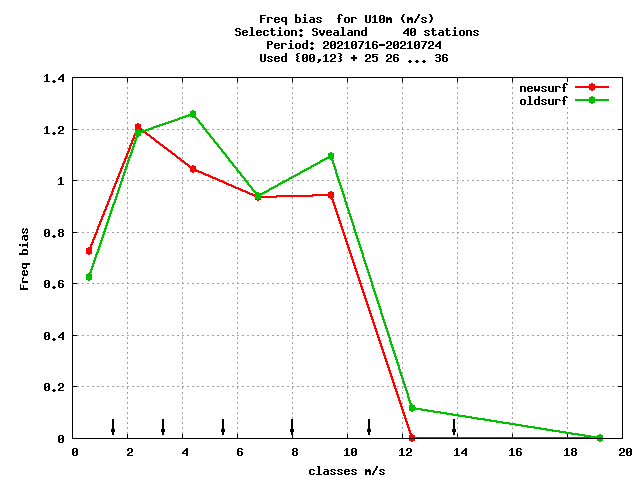 Freq bias  for U10m (m/s)
Selection: Svealand     40 stations
Period: 20210716-20210724
Used {00,12} + 25 26 ... 36
newsurf
oldsurf
1.4
1.2
1
0.8
0.6
0.4
0.2
0
Freq bias
0 2 4 6 8 10 12 14 16 18 20
classes m/s